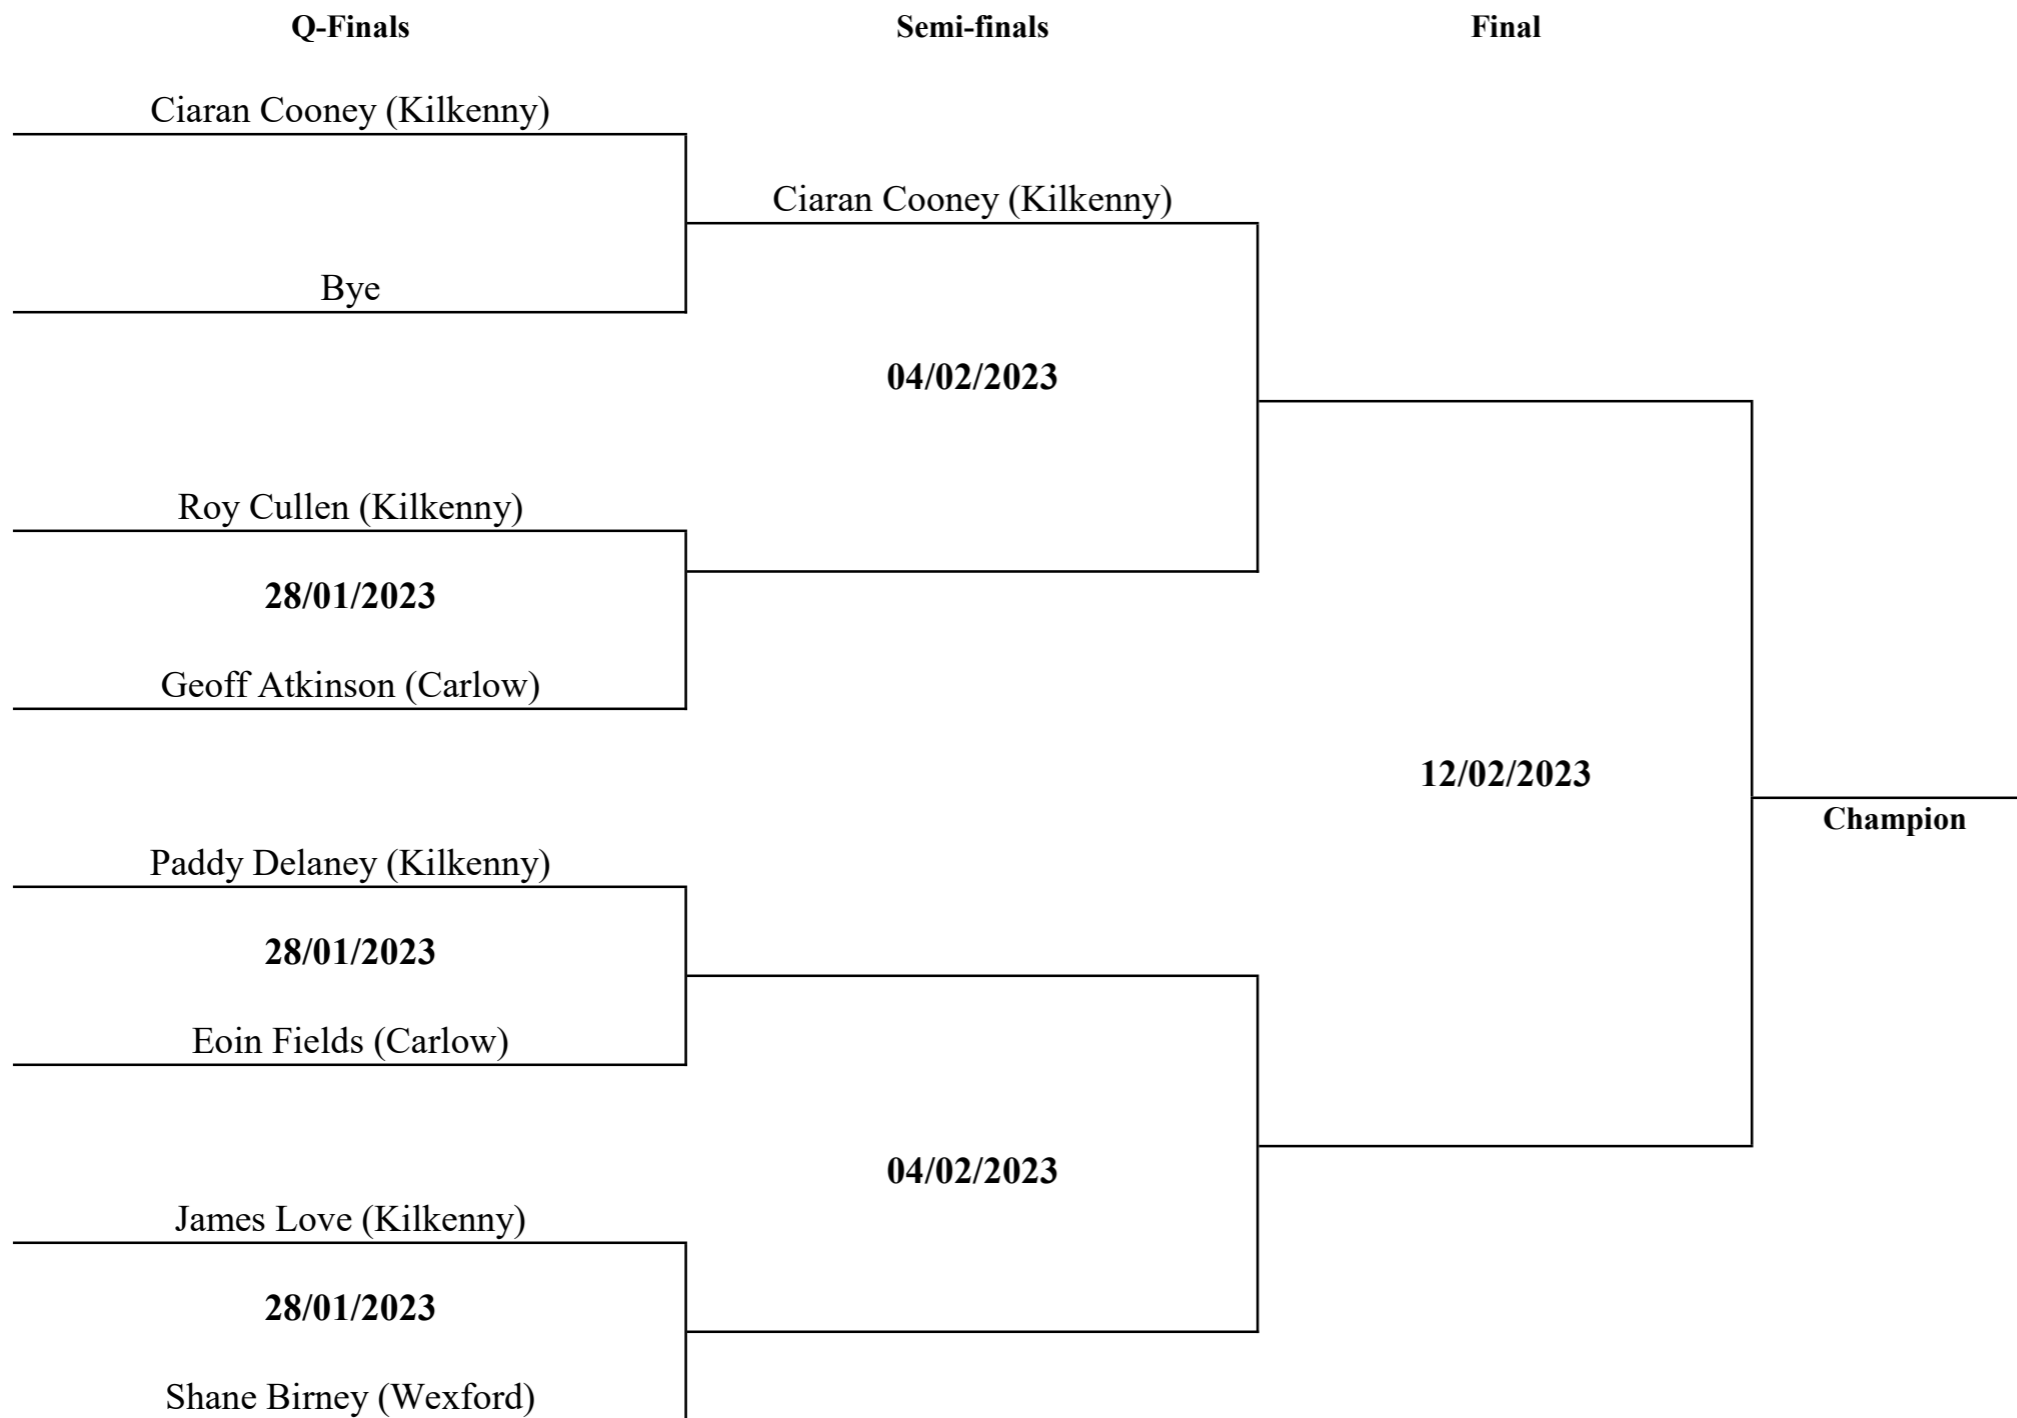 Q-Finals Semi-finals Final
Ciaran Cooney (Kilkenny)
Ciaran Cooney (Kilkenny)
Bye
04/02/2023
Roy Cullen (Kilkenny)
28/01/2023
Geoff Atkinson (Carlow)
12/02/2023
Champion
Paddy Delaney (Kilkenny)
28/01/2023
Eoin Fields (Carlow)
04/02/2023
James Love (Kilkenny)
28/01/2023
Shane Birney (Wexford)